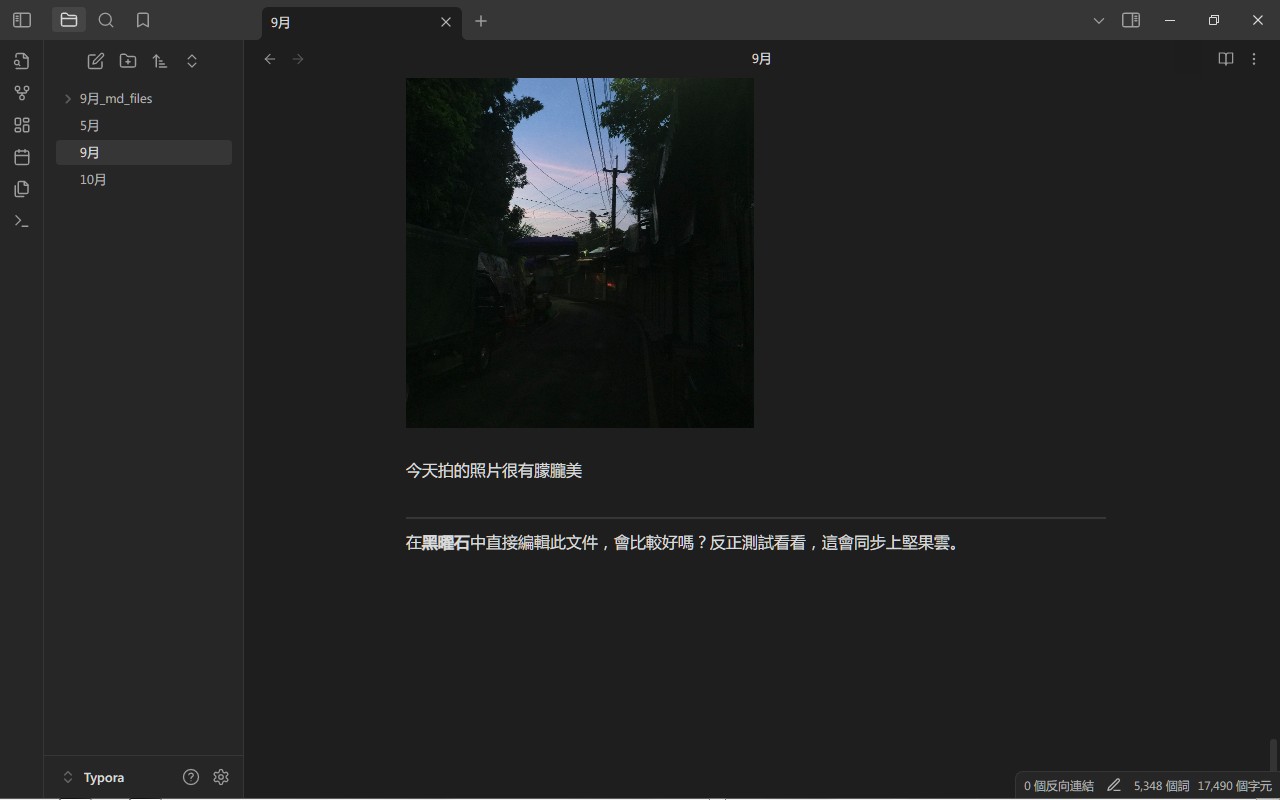 9月
9月
9月_md_files
5月
9月
10月
今天拍的照片很有朦朧美
在黑曜石中直接編輯此文件，會比較好嗎？反正測試看看，這會同步上堅果雲。
Typora
0 個反向連結 5,348 個詞 17,490 個字元